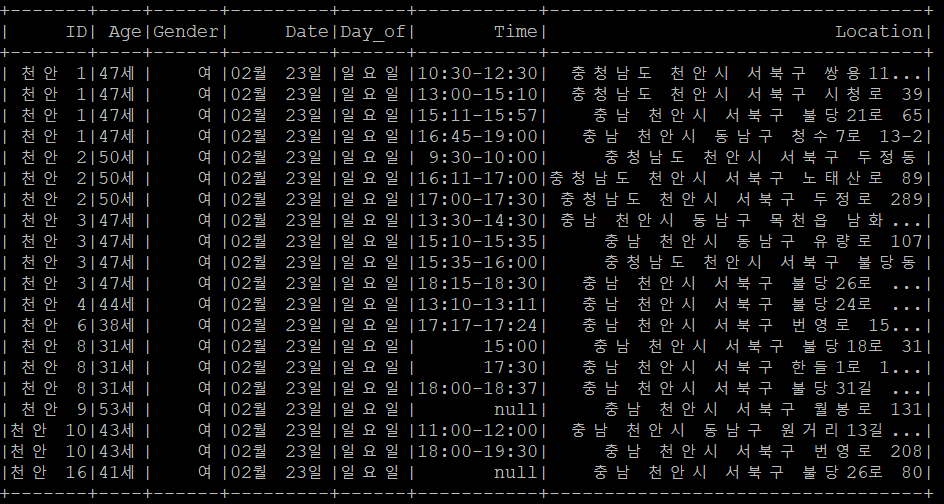 +-------+----+------+---------+------+-----------+----------------------------------+
|     ID| Age|Gender|     Date|Day_of|       Time|                          Location|
+-------+----+------+---------+------+-----------+----------------------------------+
| 천안 1|47세|    여|02월 23일|일요일|10:30-12:30| 충청남도 천안시 서북구 쌍용11...|
| 천안 1|47세|    여|02월 23일|일요일|13:00-15:10| 충청남도 천안시 서북구 시청로 39|
| 천안 1|47세|    여|02월 23일|일요일|15:11-15:57| 충남 천안시 서북구 불당21로 65|
| 천안 1|47세|    여|02월 23일|일요일|16:45-19:00| 충남 천안시 동남구 청수7로 13-2|
| 천안 2|50세|    여|02월 23일|일요일| 9:30-10:00| 충청남도 천안시 서북구 두정동|
| 천안 2|50세|    여|02월 23일|일요일|16:11-17:00|충청남도 천안시 서북구 노태산로 89|
| 천안 2|50세|    여|02월 23일|일요일|17:00-17:30| 충청남도 천안시 서북구 두정로 289|
| 천안 3|47세|    여|02월 23일|일요일|13:30-14:30| 충남 천안시 동남구 목천읍 남화 ...|
| 천안 3|47세|    여|02월 23일|일요일|15:10-15:35| 충남 천안시 동남구 유량로 107|
| 천안 3|47세|    여|02월 23일|일요일|15:35-16:00| 충청남도 천안시 서북구 불당동|
| 천안 3|47세|    여|02월 23일|일요일|18:15-18:30| 충남 천안시 서북구 불당26로 ...|
| 천안 4|44세|    여|02월 23일|일요일|13:10-13:11| 충남 천안시 서북구 불당24로 ...|
| 천안 6|38세|    여|02월 23일|일요일|17:17-17:24| 충남 천안시 서북구 번영로 15...|
| 천안 8|31세|    여|02월 23일|일요일|      15:00| 충남 천안시 서북구 불당18로 31|
| 천안 8|31세|    여|02월 23일|일요일|      17:30| 충남 천안시 서북구 한들1로 1...|
| 천안 8|31세|    여|02월 23일|일요일|18:00-18:37| 충남 천안시 서북구 불당31길 ...|
| 천안 9|53세|    여|02월 23일|일요일|       null| 충남 천안시 서북구 월봉로 131|
|천안 10|43세|    여|02월 23일|일요일|11:00-12:00| 충남 천안시 동남구 원거리13길 ...|
|천안 10|43세|    여|02월 23일|일요일|18:00-19:30| 충남 천안시 서북구 번영로 208|
|천안 16|41세|    여|02월 23일|일요일|       null| 충남 천안시 서북구 불당26로 80|
+-------+----+------+---------+------+-----------+----------------------------------+